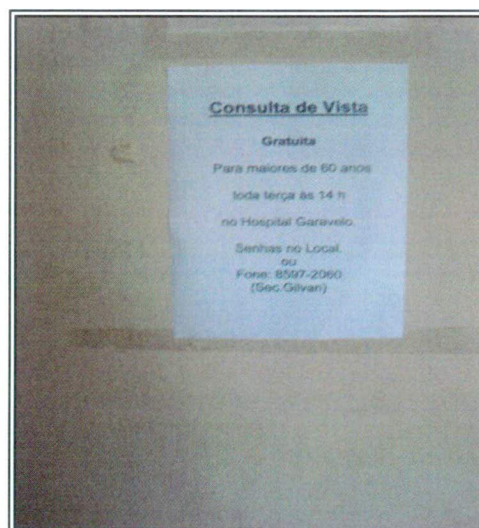 Consulta de Vista
Gratuita
Para maiores de 60 anos
toda terça às 14 h
no Hospital Garavelo.
Senhas no Local.
ou
Fone: 8597-2060
(Sec.Gilvan)